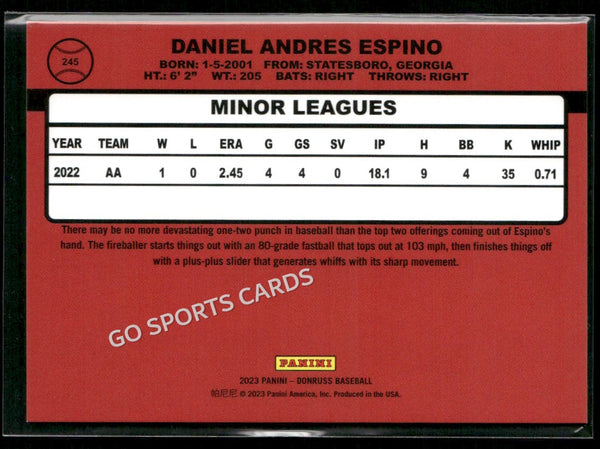 245
DANIEL ANDRES ESPINO
BORN: 1-5-2001 FROM: STATESBORO, GEORGIA
HT.: 6' 2" WT.: 205 BATS: RIGHT THROWS: RIGHT
MINOR LEAGUES
YEAR TEAM W L ERA G GS SV IP H BB K WHIP
2022 AA 1 0 2.45 4 4 0 18.1 9 4 35 0.71
There may be no more devastating one-two punch in baseball than the top two offerings coming out of Espino's
hand. The fireballer starts things out with an 80-grade fastball that tops out at 103 mph, then finishes things off
with a plus-plus slider that generates whiffs with its sharp movement.
GO SPORTS CARDS
PANINI
2023 PANINI – DONRUSS BASEBALL
帕尼尼 © 2023 Panini America, Inc. Produced in the USA.